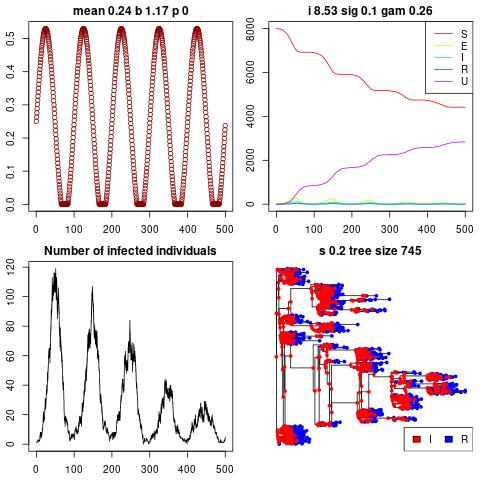 mean 0.24 b 1.17 p 0
0.5
0.4
0.3
0.2
0.1
0.0
0 100 200 300 400 500
i 8.53 sig 0.1 gam 0.26
8000
6000
4000
2000
0
S
E
I
R
U
0 100 200 300 400 500
Number of infected individuals
120
100
80
60
40
20
0
0 100 200 300 400 500
s 0.2 tree size 745
I R